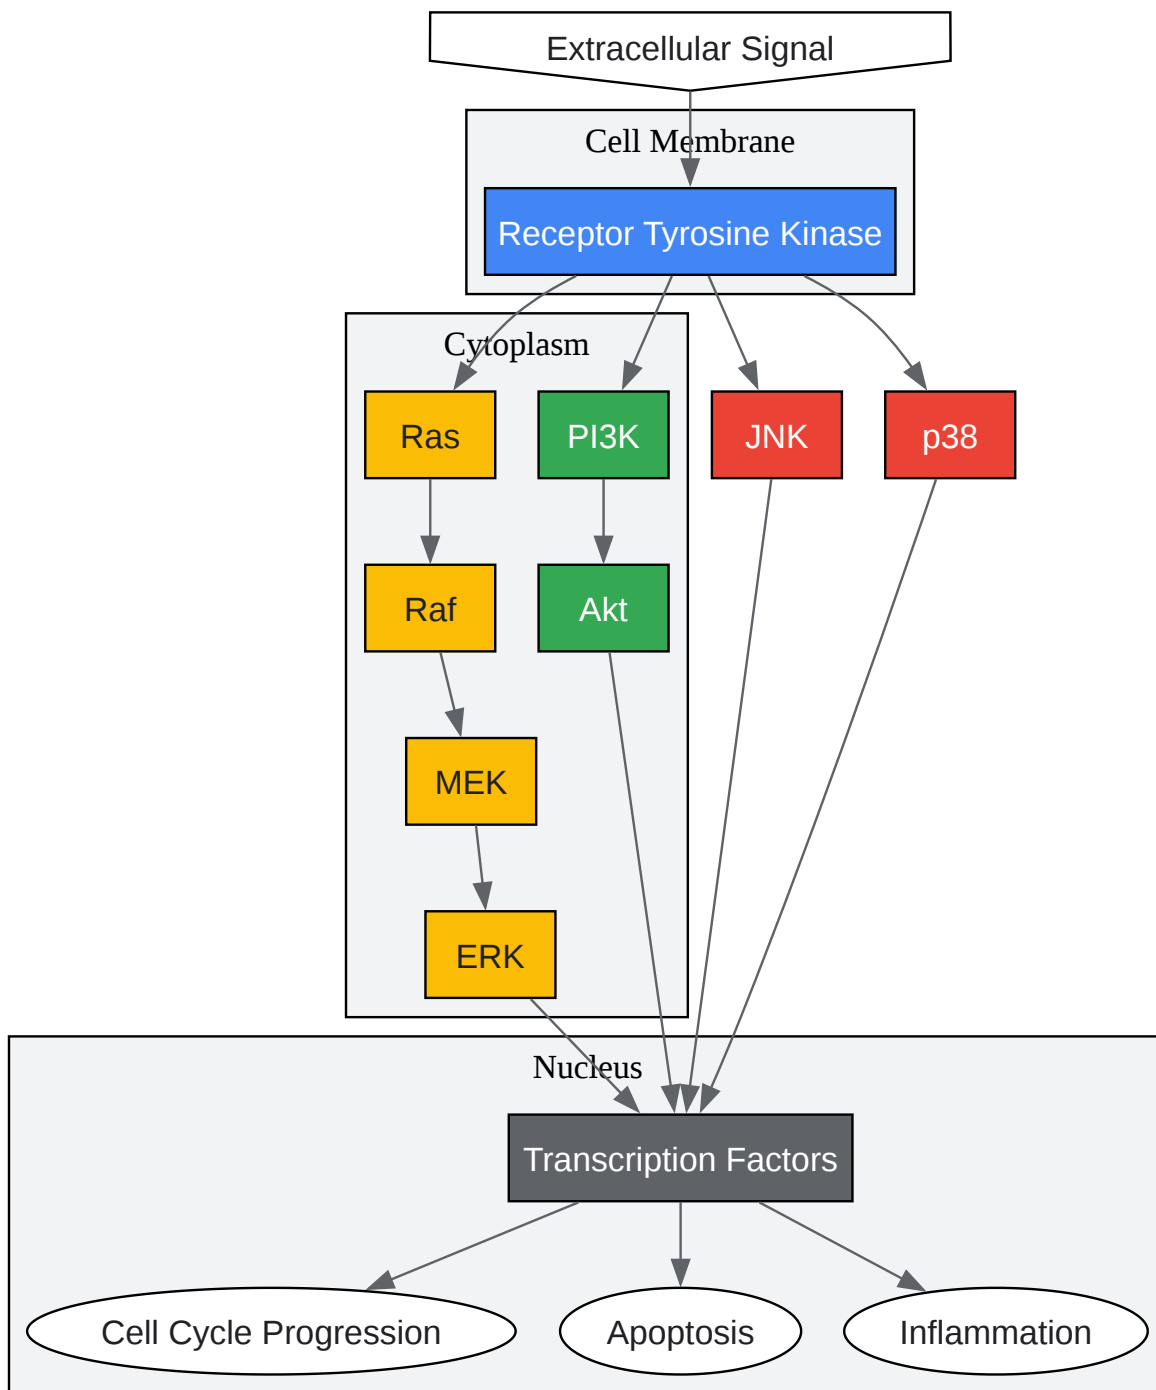 Extracellular Signal
Cell Membrane
Receptor Tyrosine Kinase
Cytoplasm
Ras
PI3K
JNK
p38
Raf
Akt
MEK
ERK
Nucleus
Transcription Factors
Cell Cycle Progression
Apoptosis
Inflammation